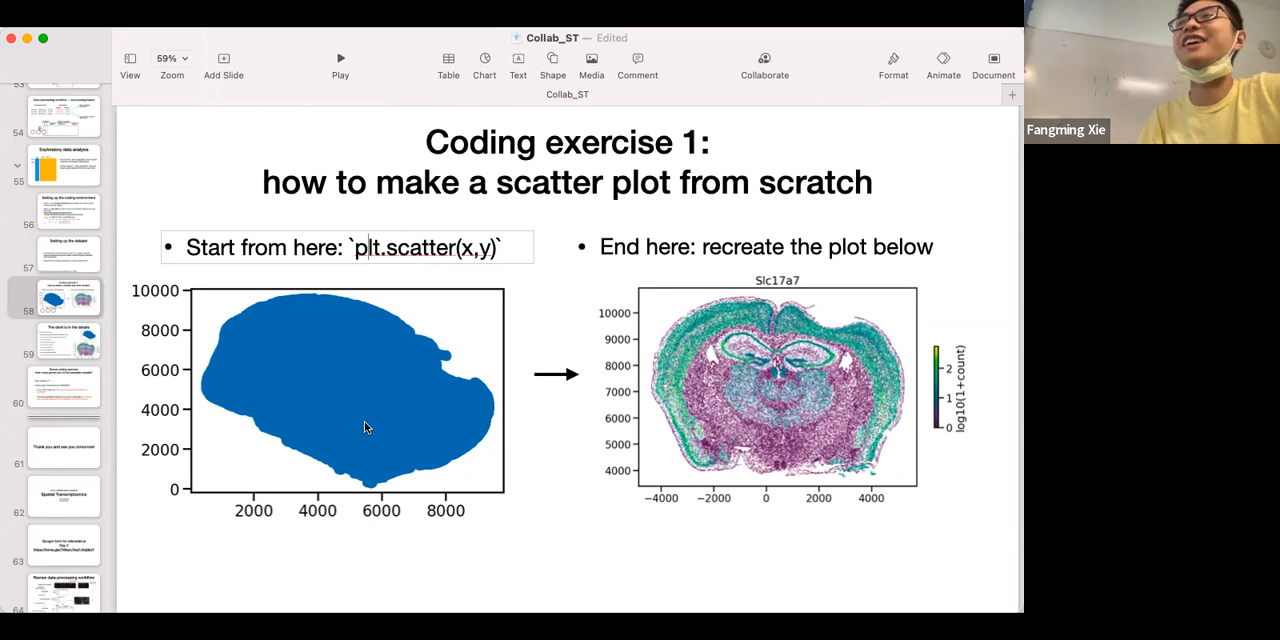 Collab_ST — Edited
59%
View
Zoom
Add Slide
Play
Table
Chart
Text
Shape
Media
Comment
Collaborate
Format
Animate
Document
Collab_ST
Fangming Xie
53
54
Exploratory data analysis
55
Setting up the coding environment
56
Setting up the dataset
57
58
The devil is in the details
59
60
Thank you and see you tomorrow!
61
Spatial Transcriptomics
62
63
Review data processing workflow
64
Coding exercise 1:
how to make a scatter plot from scratch
• Start from here: `plt.scatter(x,y)`
10000
8000
6000
4000
2000
0
2000 4000 6000 8000
• End here: recreate the plot below
Slc17a7
10000
9000
8000
7000
6000
5000
4000
−4000 −2000 0 2000 4000
2
1
0
log10(1+count)